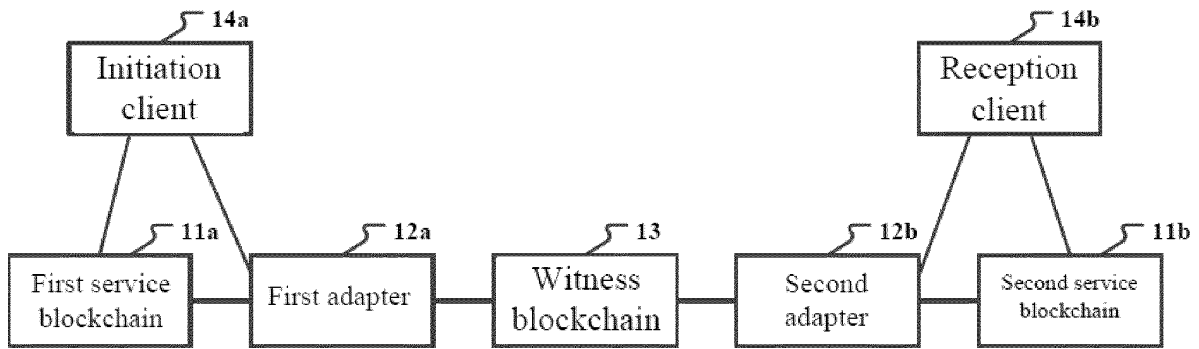 14a
14b
Initiation
client
Reception
client
11a
12a
13
12b
11b
First service
blockchain
First adapter
Witness
blockchain
Second
adapter
Second service
blockchain